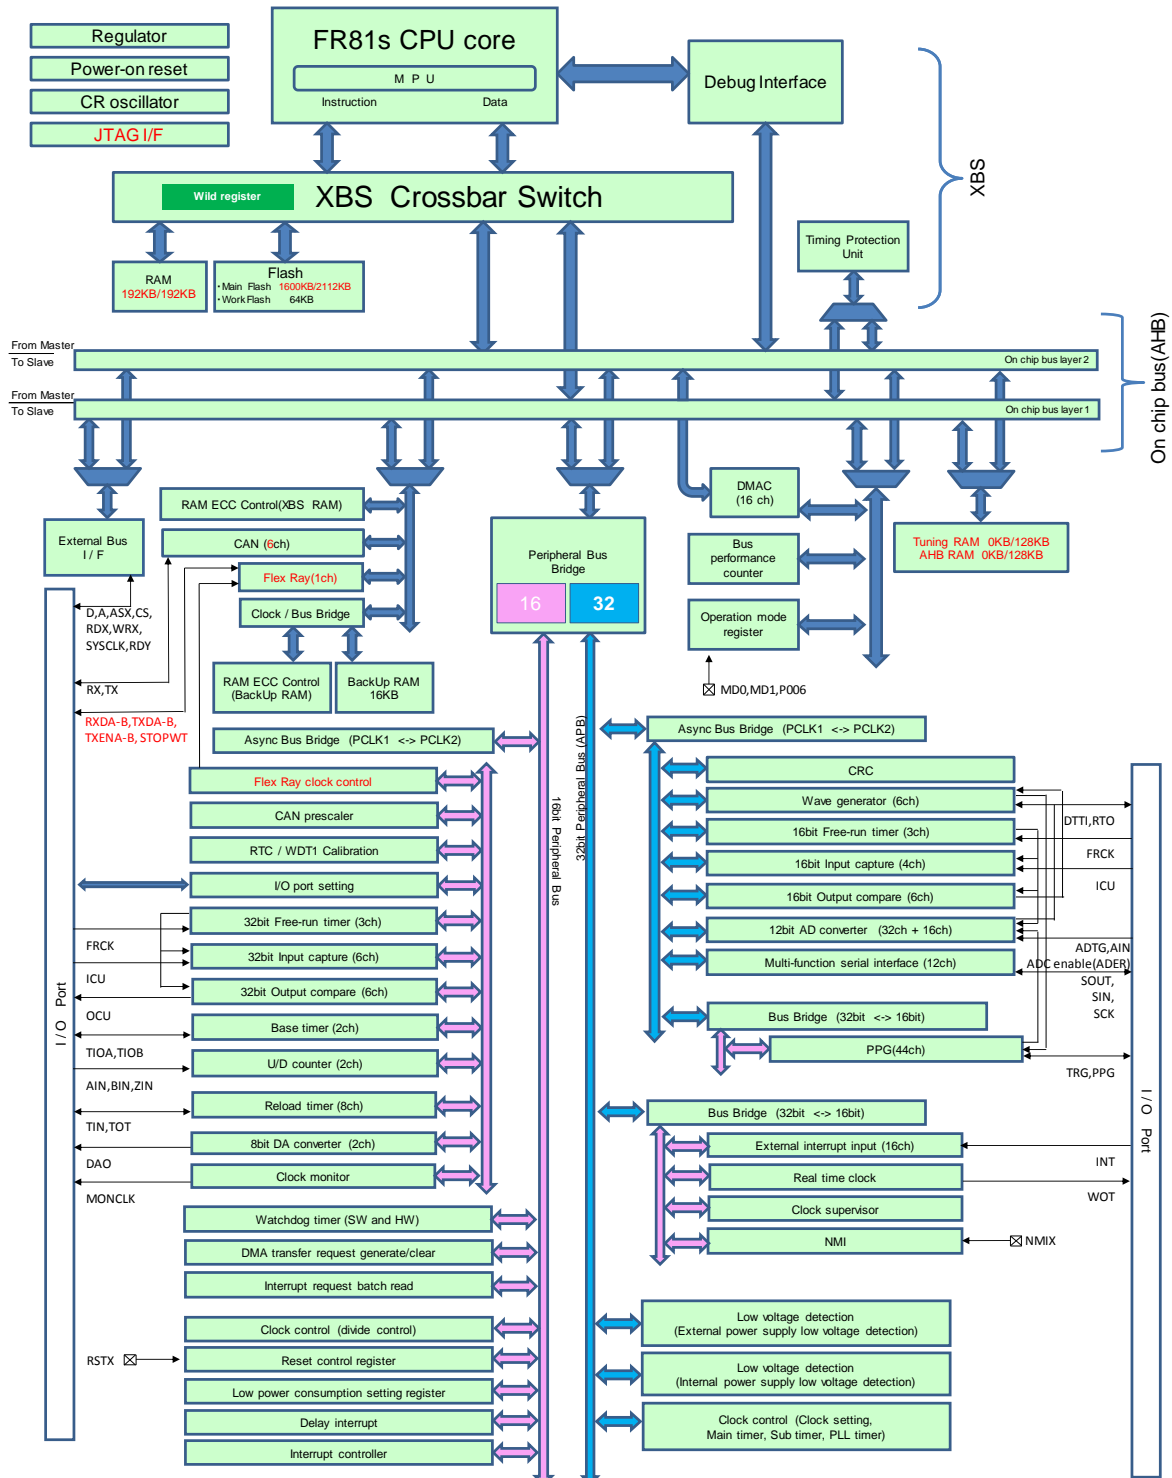 Regulator
Power-on reset
CR oscillator
JTAG I/F
FR81s CPU core
M P U
Instruction
Data
Debug Interface
XBS
Wild register
XBS Crossbar Switch
Timing Protection
Unit
RAM
192KB/192KB
Flash
・Main Flash 1600KB/2112KB
・Work Flash 64KB
On chip bus(AHB)
From Master
To Slave
On chip bus layer 2
From Master
To Slave
On chip bus layer 1
External Bus
I / F
RAM ECC Control(XBS RAM)
CAN (6ch)
Flex Ray(1ch)
Clock / Bus Bridge
RAM ECC Control
(BackUp RAM)
BackUp RAM
16KB
Peripheral Bus
Bridge
16
32
DMAC
(16 ch)
Bus
performance
counter
Operation mode
register
MD0,MD1,P006
Tuning RAM 0KB/128KB
AHB RAM 0KB/128KB
D,A,ASX,CS,
RDX,WRX,
SYSCLK,RDY
RX,TX
RXDA-B,TXDA-B,
TXENA-B, STOPWT
I / O Port
Async Bus Bridge (PCLK1 <-> PCLK2)
Flex Ray clock control
CAN prescaler
RTC / WDT1 Calibration
I/O port setting
32bit Free-run timer (3ch)
FRCK
32bit Input capture (6ch)
ICU
32bit Output compare (6ch)
OCU
Base timer (2ch)
TIOA,TIOB
U/D counter (2ch)
AIN,BIN,ZIN
Reload timer (8ch)
TIN,TOT
8bit DA converter (2ch)
DAO
Clock monitor
MONCLK
Watchdog timer (SW and HW)
DMA transfer request generate/clear
Interrupt request batch read
Clock control (divide control)
RSTX
Reset control register
Low power consumption setting register
Delay interrupt
Interrupt controller
16bit Peripheral Bus
32bit Peripheral Bus (APB)
Async Bus Bridge (PCLK1 <-> PCLK2)
CRC
Wave generator (6ch)
DTTI,RTO
16bit Free-run timer (3ch)
FRCK
16bit Input capture (4ch)
ICU
16bit Output compare (6ch)
12bit AD converter (32ch + 16ch)
ADTG,AIN
ADC enable(ADER)
Multi-function serial interface (12ch)
SOUT,
SIN,
SCK
Bus Bridge (32bit <-> 16bit)
PPG(44ch)
TRG,PPG
Bus Bridge (32bit <-> 16bit)
External interrupt input (16ch)
INT
Real time clock
WOT
Clock supervisor
NMI
NMIX
I / O Port
Low voltage detection
(External power supply low voltage detection)
Low voltage detection
(Internal power supply low voltage detection)
Clock control (Clock setting,
Main timer, Sub timer, PLL timer)